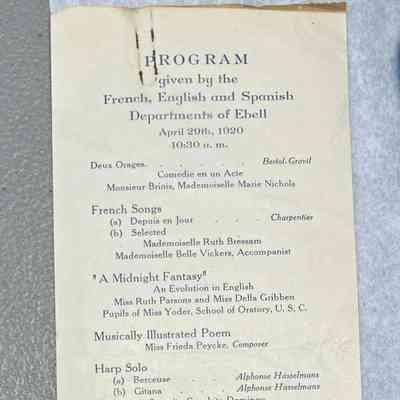 PROGRAM
given by the
French, English and Spanish
Departments of Ebell
April 29th, 1920
10:30 a. m.
Deux Orages. . . . . . Bertol-Gravil
Comedie en un Acte
Monsieur Brinis, Mademoiselle Marie Nichols
French Songs
(a) Depuis en Jour . . . . Charpentier
(b) Selected
Mademoiselle Ruth Bressam
Mademoiselle Belle Vickers, Accompanist
"A Midnight Fantasy"
An Evolution in English
Miss Ruth Parsons and Miss Della Gribben
Pupils of Miss Yoder, School of Oratory, U. S. C.
Musically Illustrated Poem
Miss Frieda Peycke, Composer
Harp Solo
(a) Berceuse . . . . Alphonse Hasselmans
(b) Gitana . . . . Alphonse Hasselmans